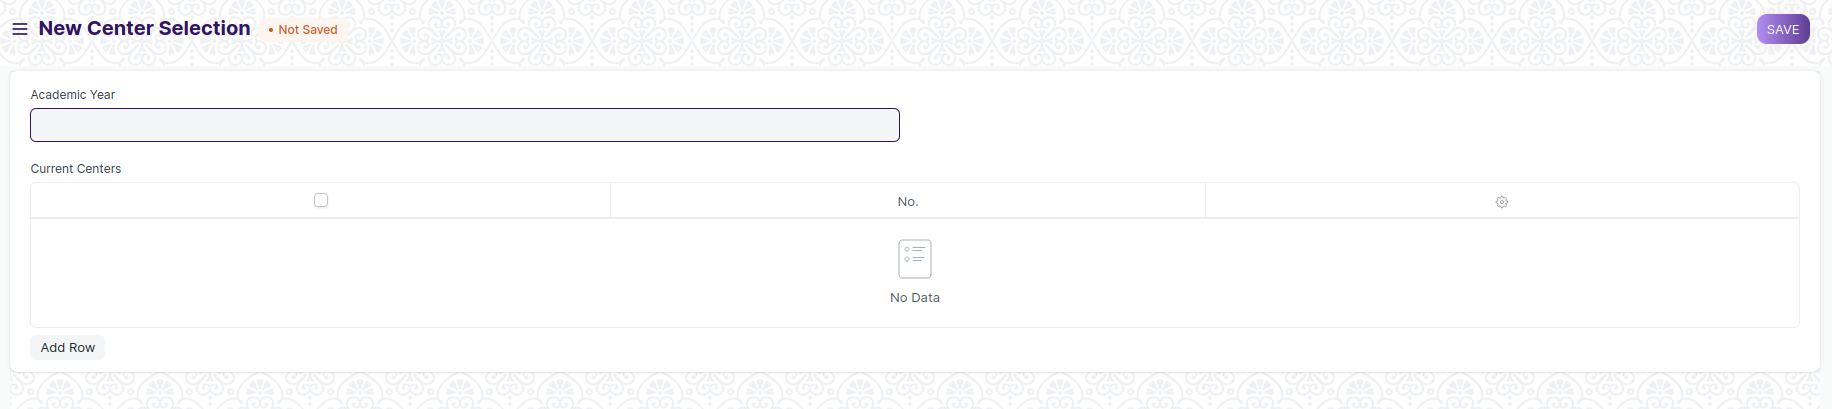 New Center Selection
• Not Saved
SAVE
Academic Year
Current Centers
No.
No Data
Add Row